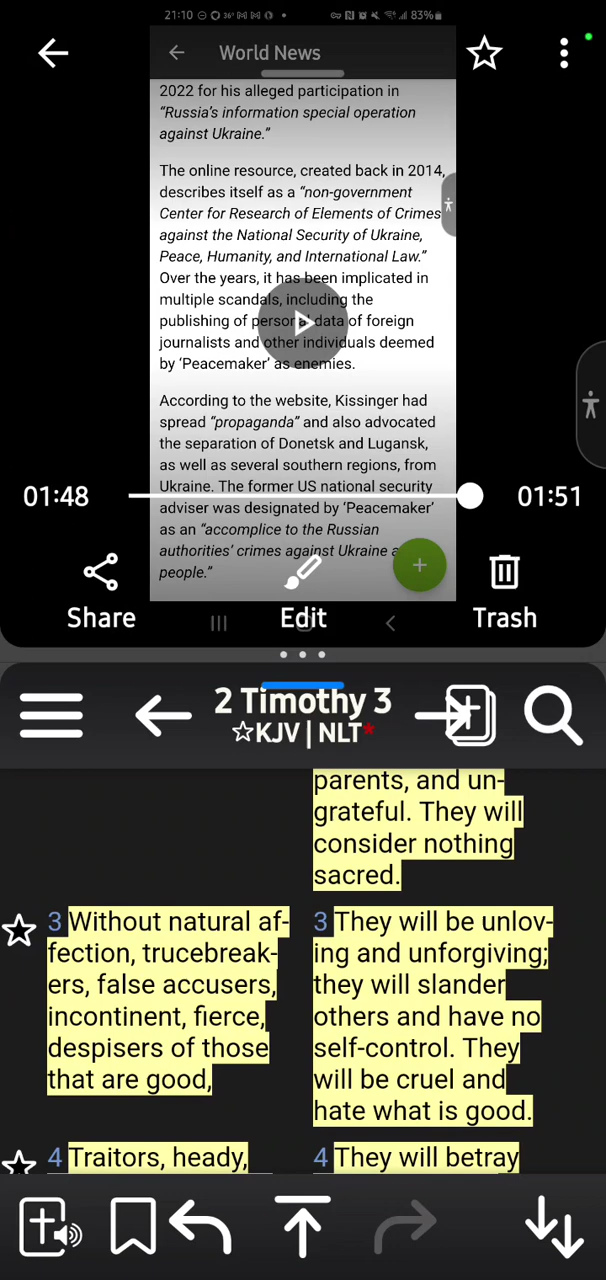 21:10 36° 83%
World News
2022 for his alleged participation in
“Russia’s information special operation
against Ukraine.”
The online resource, created back in 2014,
describes itself as a “non-government
Center for Research of Elements of Crimes
against the National Security of Ukraine,
Peace, Humanity, and International Law.”
Over the years, it has been implicated in
multiple scandals, including the
publishing of personal data of foreign
journalists and other individuals deemed
by ‘Peacemaker’ as enemies.
According to the website, Kissinger had
spread “propaganda” and also advocated
the separation of Donetsk and Lugansk,
as well as several southern regions, from
Ukraine. The former US national security
adviser was designated by ‘Peacemaker’
as an “accomplice to the Russian
authorities’ crimes against Ukraine
people.”
01:48
01:51
Share
Edit
Trash
2 Timothy 3
KJV | NLT*
parents, and un-
grateful. They will
consider nothing
sacred.
3 Without natural af-
fection, trucebreak-
ers, false accusers,
incontinent, fierce,
despisers of those
that are good,
3 They will be unlov-
ing and unforgiving;
they will slander
others and have no
self-control. They
will be cruel and
hate what is good.
4 Traitors, heady,
4 They will betray